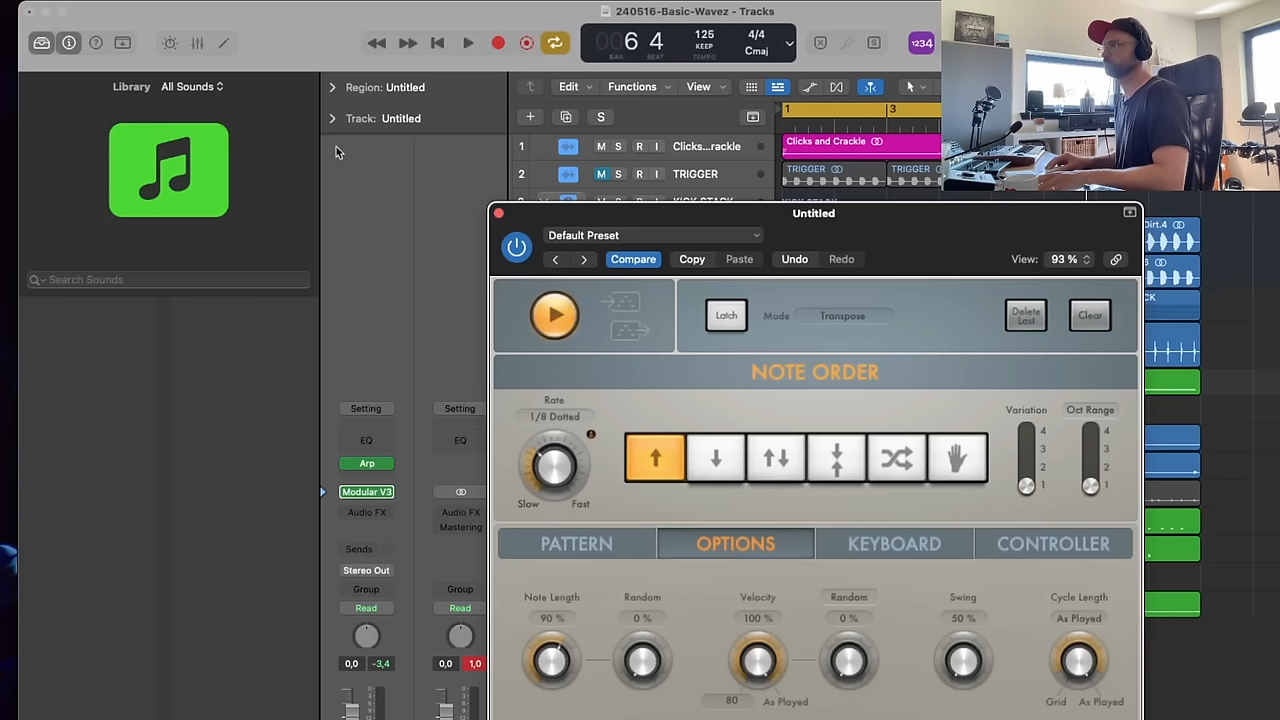 240516-Basic-Wavez - Tracks
006 4
BAR BEAT
125
KEEP
TEMPO
4/4
Cmaj
1234
Library All Sounds
Region: Untitled
Track: Untitled
Edit Functions View
S
1 3
1 M S R I Clicks...rackle
Clicks and Crackle
2 M S R I TRIGGER
TRIGGER TRIGGER
Search Sounds
Untitled
Default Preset
Compare Copy Paste Undo Redo View: 93 %
Latch Mode Transpose Delete Last Clear
NOTE ORDER
Rate
1/8 Dotted
Slow Fast
Variation Oct Range
4 4
3 3
2 2
1 1
PATTERN OPTIONS KEYBOARD CONTROLLER
Note Length Random Velocity Random Swing Cycle Length
90 % 0 % 100 % 0 % 50 % As Played
80 As Played Grid As Played
Setting Setting
EQ EQ
Arp
Modular V3
Audio FX Audio FX
Mastering
Sends
Stereo Out
Group Group
Read Read
0,0 -3,4 0,0 1,0
Dirt.4